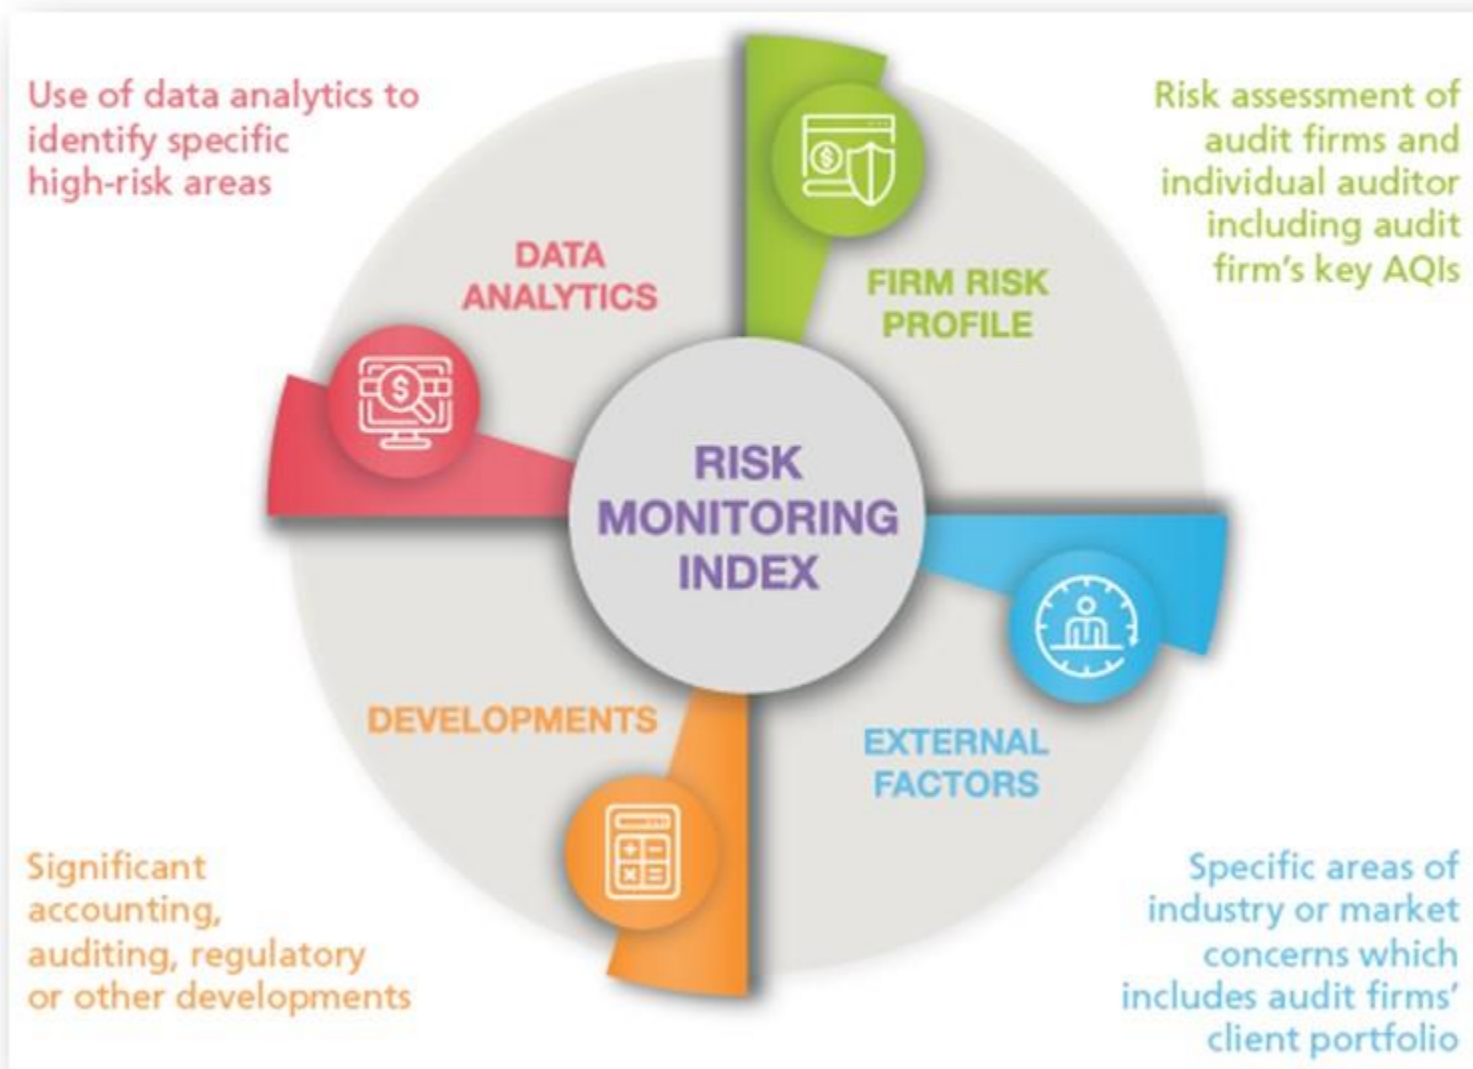 Use of data analytics to
identify specific
high-risk areas
Risk assessment of
audit firms and
individual auditor
including audit
firm's key AQIs
DATA
ANALYTICS
FIRM RISK
PROFILE
RISK
MONITORING
INDEX
DEVELOPMENTS
EXTERNAL
FACTORS
Significant
accounting,
auditing, regulatory
or other developments
Specific areas of
industry or market
concerns which
includes audit firms'
client portfolio